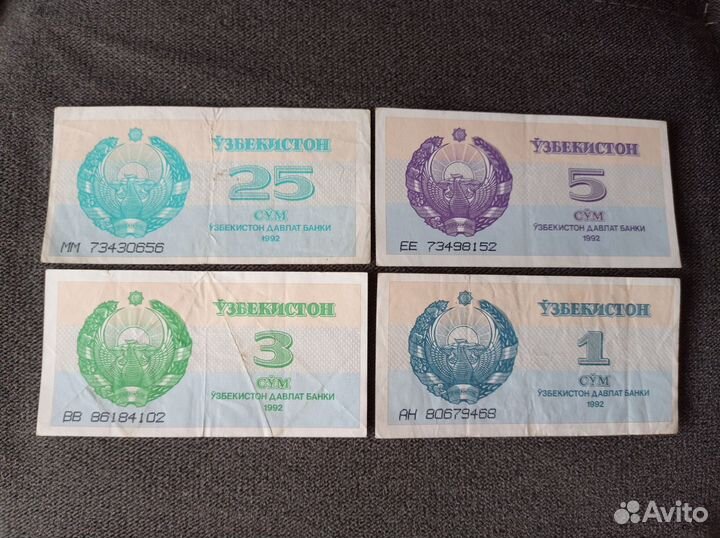 ЎЗБЕКИСТОН
25
СЎМ
ЎЗБЕКИСТОН ДАВЛАТ БАНКИ
1992
ММ 73430656
ЎЗБЕКИСТОН
5
СЎМ
ЎЗБЕКИСТОН ДАВЛАТ БАНКИ
1992
ЕЕ 73498152
ЎЗБЕКИСТОН
3
СЎМ
ЎЗБЕКИСТОН ДАВЛАТ БАНКИ
1992
ВВ 86184102
ЎЗБЕКИСТОН
1
СЎМ
ЎЗБЕКИСТОН ДАВЛАТ БАНКИ
1992
АН 80679468
Avito